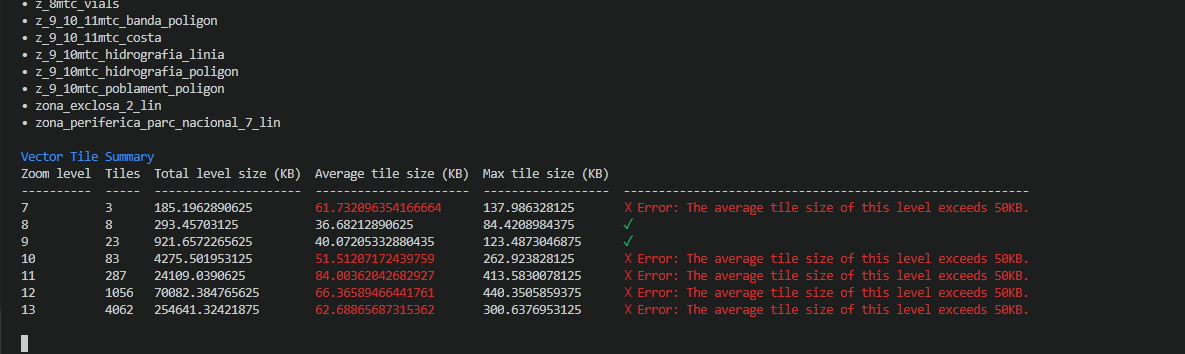 • z_8mtc_vials
• z_9_10_11mtc_banda_poligon
• z_9_10_11mtc_costa
• z_9_10mtc_hidrografia_linia
• z_9_10mtc_hidrografia_poligon
• z_9_10mtc_poblament_poligon
• zona_exclosa_2_lin
• zona_periferica_parc_nacional_7_lin
Vector Tile Summary
Zoom level Tiles Total level size (KB) Average tile size (KB) Max tile size (KB)
---------- ----- --------------------- ---------------------- ------------------ ----------------------------------------------------------
7 3 185.1962890625 61.732096354166664 137.986328125 X Error: The average tile size of this level exceeds 50KB.
8 8 293.45703125 36.68212890625 84.4208984375 ✓
9 23 921.6572265625 40.07205332880435 123.4873046875 ✓
10 83 4275.501953125 51.51207172439759 262.923828125 X Error: The average tile size of this level exceeds 50KB.
11 287 24109.0390625 84.00362042682927 413.5830078125 X Error: The average tile size of this level exceeds 50KB.
12 1056 70082.384765625 66.36589466441761 440.3505859375 X Error: The average tile size of this level exceeds 50KB.
13 4062 254641.32421875 62.68865687315362 300.6376953125 X Error: The average tile size of this level exceeds 50KB.